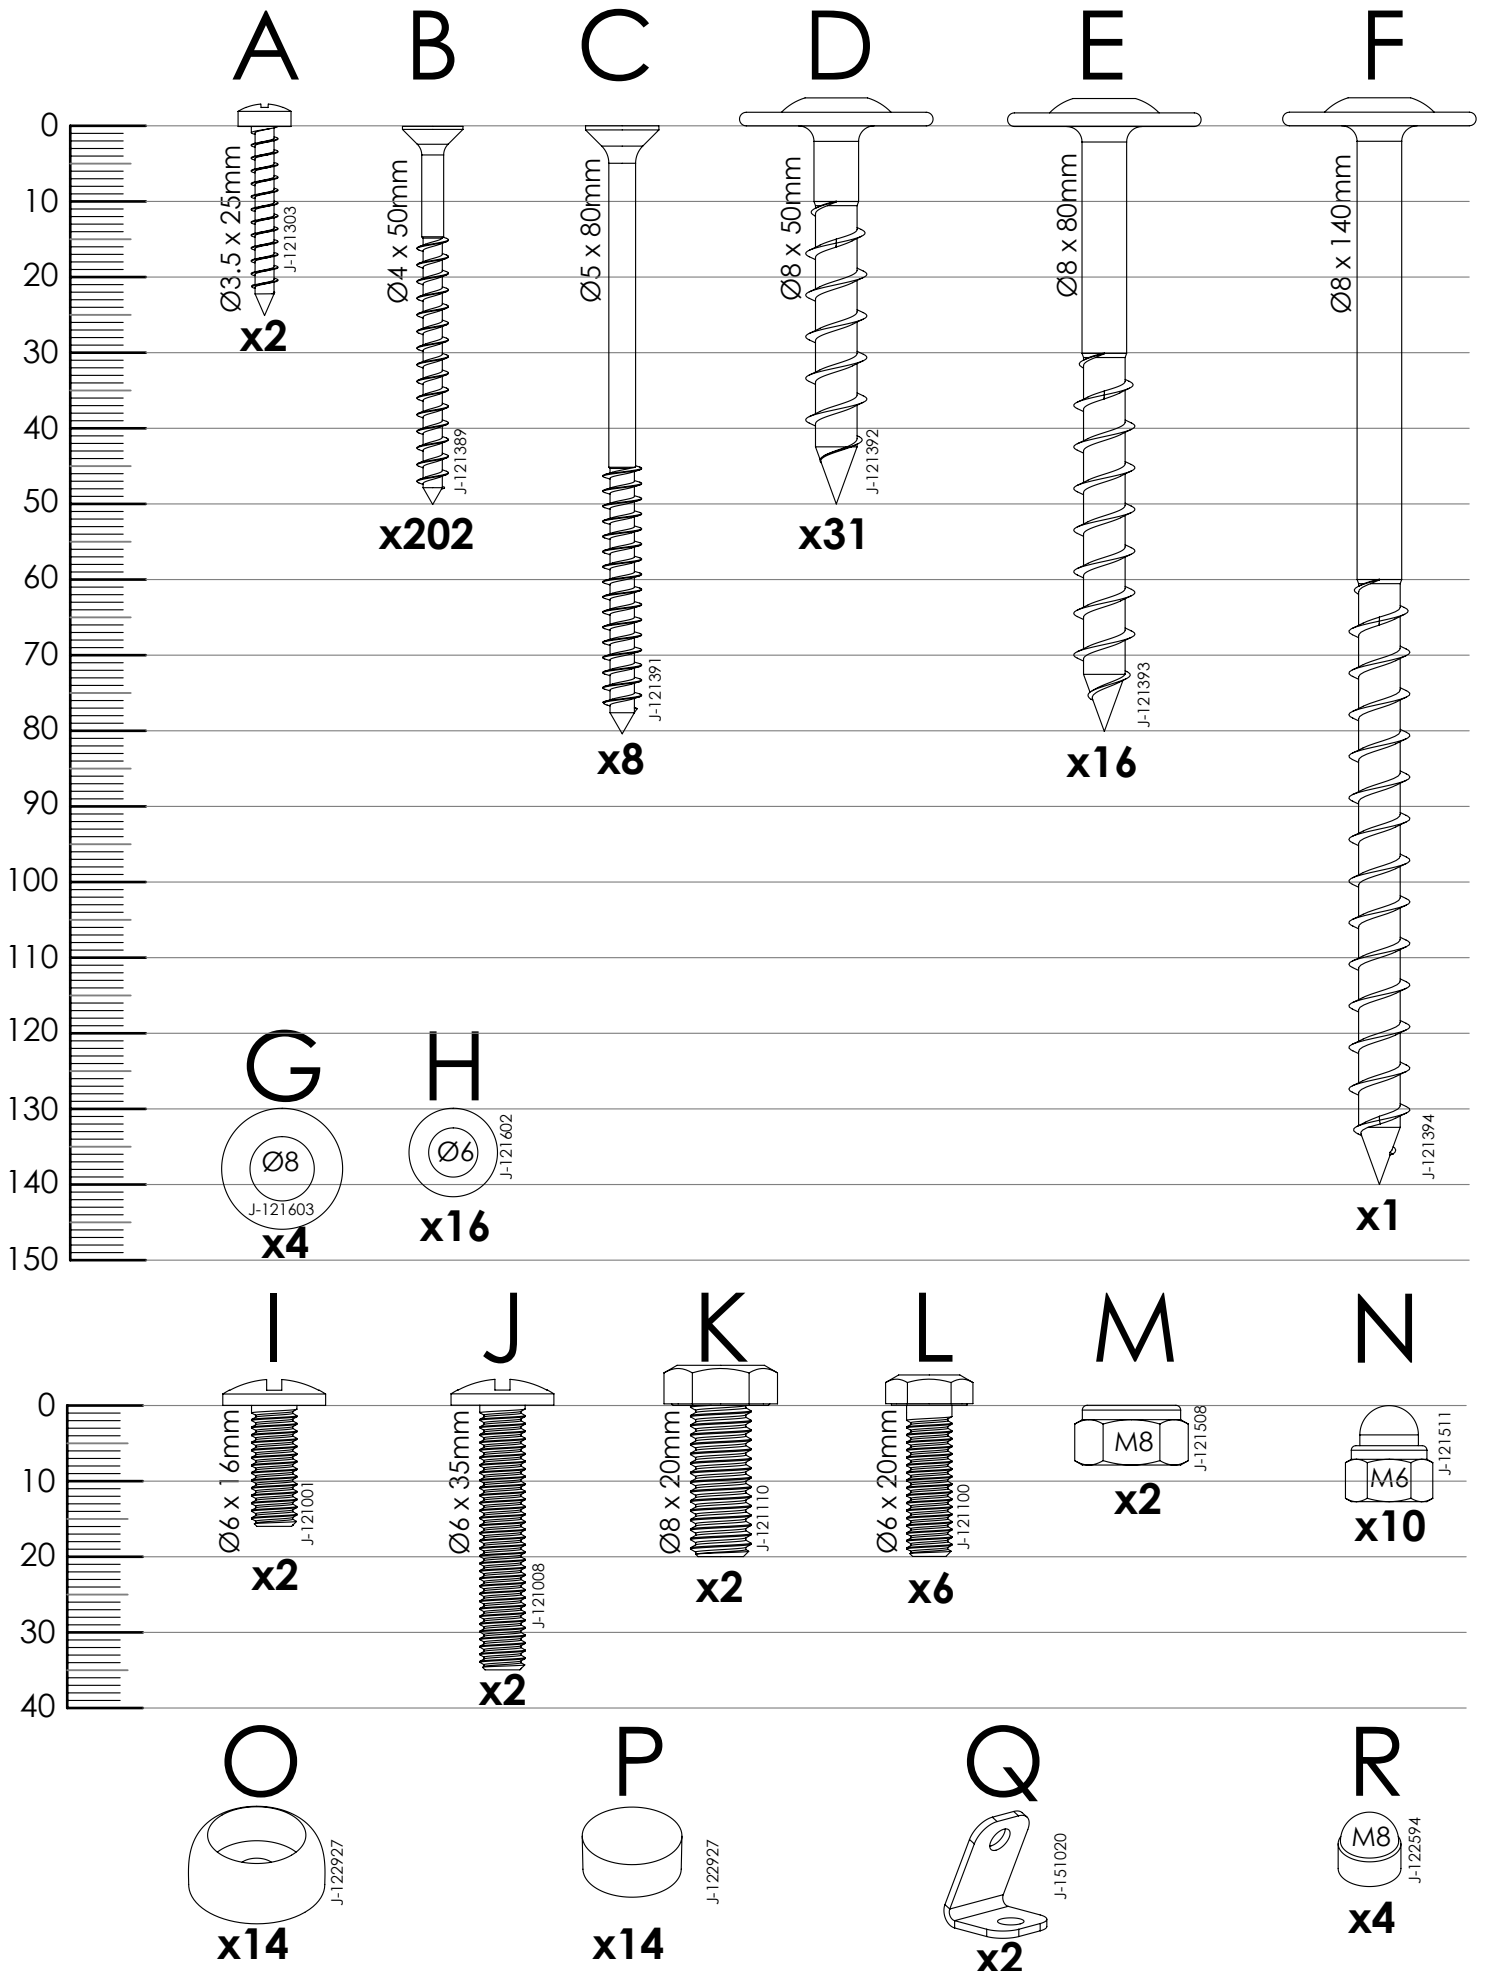 A B C D E F
0
10
20
30
40
50
60
70
80
90
100
110
120
130
140
150
Ø3.5 x 25mm
J-121303
x2
Ø4 x 50mm
J-121389
x202
Ø5 x 80mm
J-121391
x8
Ø8 x 50mm
J-121392
x31
Ø8 x 80mm
J-121393
x16
Ø8 x 140mm
J-121394
x1
G H
Ø8
J-121603
x4
Ø6
J-121602
x16
I J K L M N
0
10
20
30
40
Ø6 x 16mm
J-121001
x2
Ø6 x 35mm
J-121008
x2
Ø8 x 20mm
J-121110
x2
Ø6 x 20mm
J-121100
x6
M8
J-121508
x2
M6
J-121511
x10
O P Q R
J-122927
x14
J-122927
x14
J-151020
x2
M8
J-122594
x4